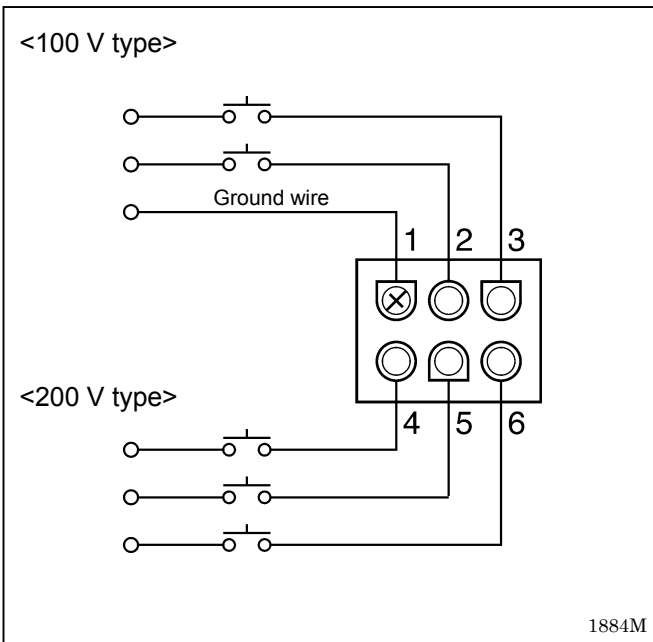 <100 V type>
Ground wire
1 2 3
<200 V type>
4 5 6
1884M